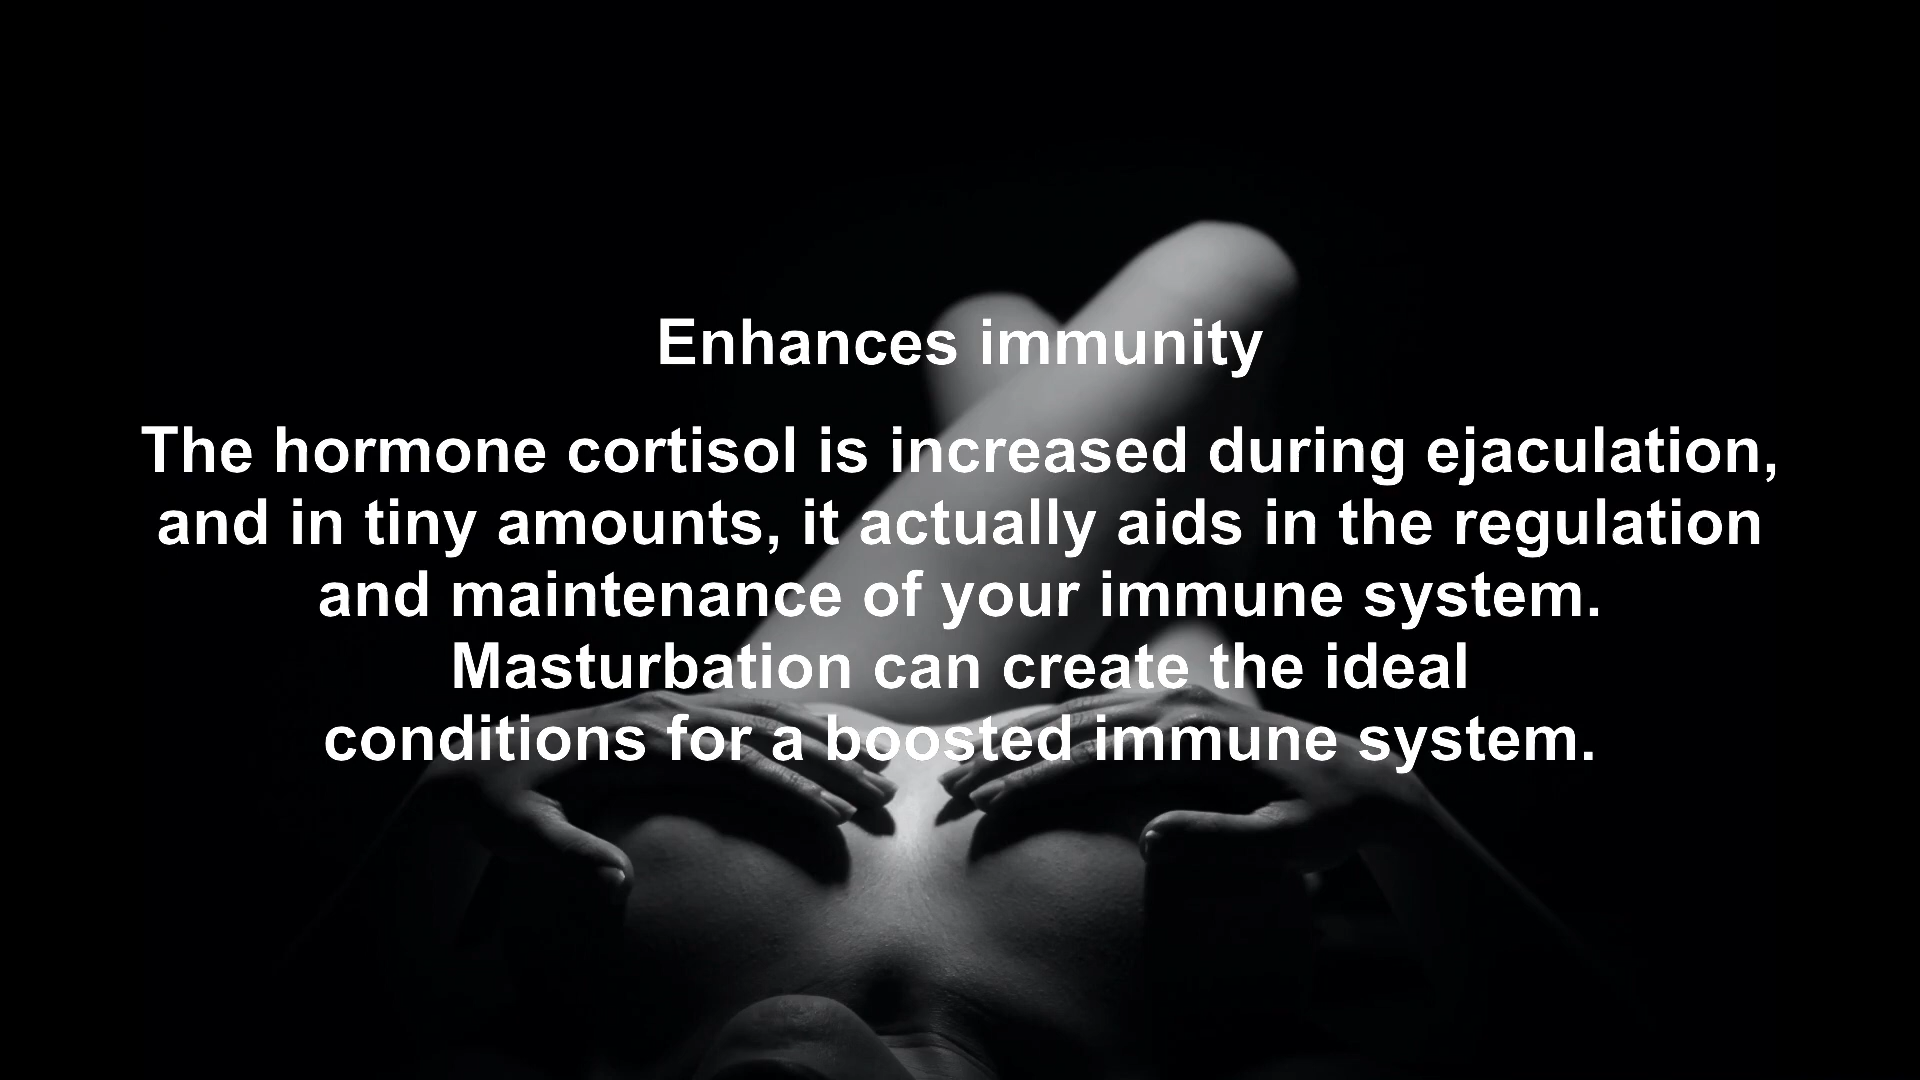 Enhances immunity
The hormone cortisol is increased during ejaculation,
and in tiny amounts, it actually aids in the regulation
and maintenance of your immune system.
Masturbation can create the ideal
conditions for a boosted immune system.